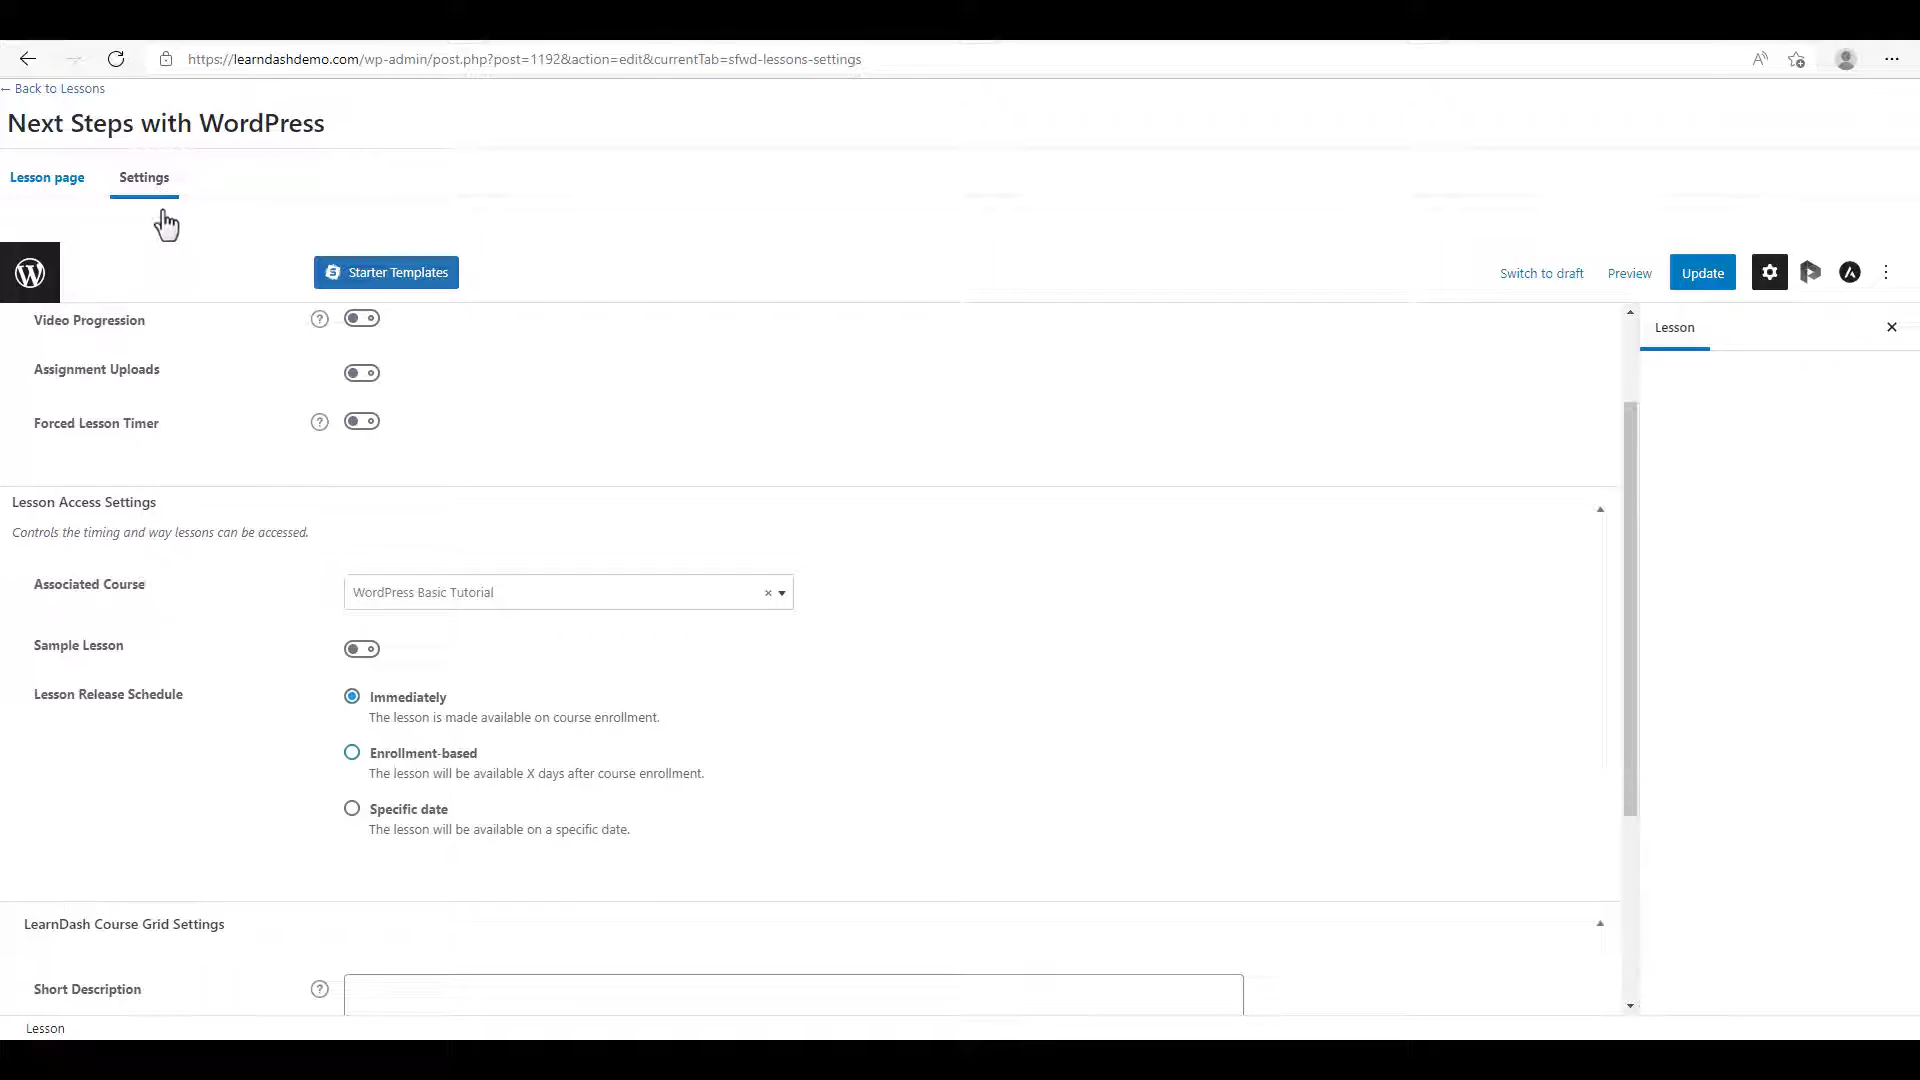 https://learndashdemo.com/wp-admin/post.php?post=1192&action=edit&currentTab=sfwd-lessons-settings
← Back to Lessons
Next Steps with WordPress
Lesson page
Settings
Starter Templates
Switch to draft
Preview
Update
Video Progression
Lesson
Assignment Uploads
Forced Lesson Timer
Lesson Access Settings
Controls the timing and way lessons can be accessed.
Associated Course
WordPress Basic Tutorial
Sample Lesson
Lesson Release Schedule
Immediately
The lesson is made available on course enrollment.
Enrollment-based
The lesson will be available X days after course enrollment.
Specific date
The lesson will be available on a specific date.
LearnDash Course Grid Settings
Short Description
Lesson